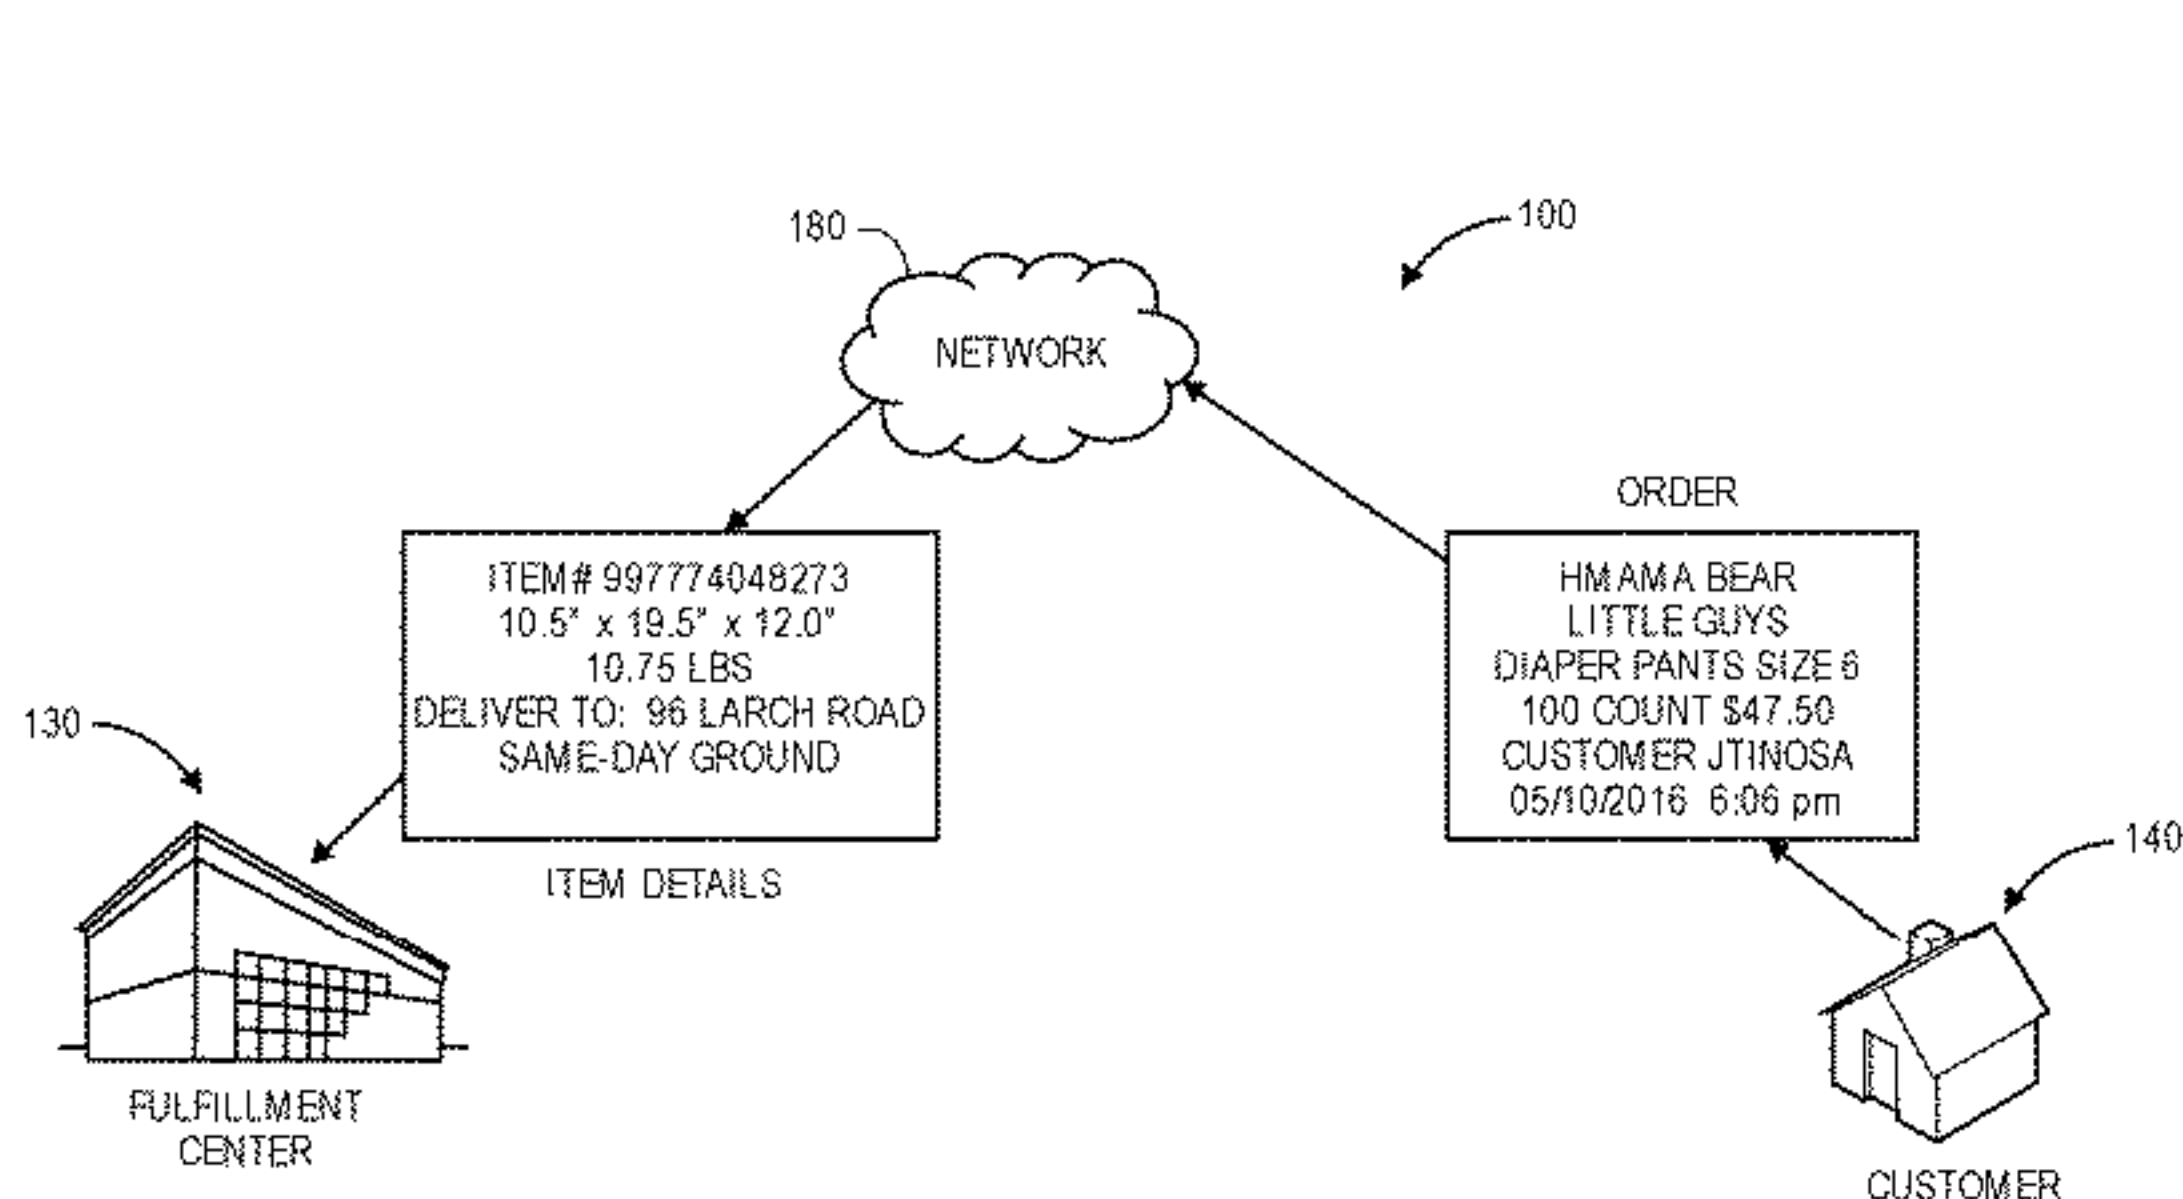 180
100
NETWORK
ORDER
ITEM# 997774048273
10.5" x 19.5" x 12.0"
10.75 LBS
DELIVER TO: 96 LARCH ROAD
SAME-DAY GROUND
ITEM DETAILS
HMAMA BEAR
LITTLE GUYS
DIAPER PANTS SIZE 6
100 COUNT $47.50
CUSTOMER JTINOSA
05/10/2016 6:06 pm
130
140
FULFILLMENT
CENTER
CUSTOMER